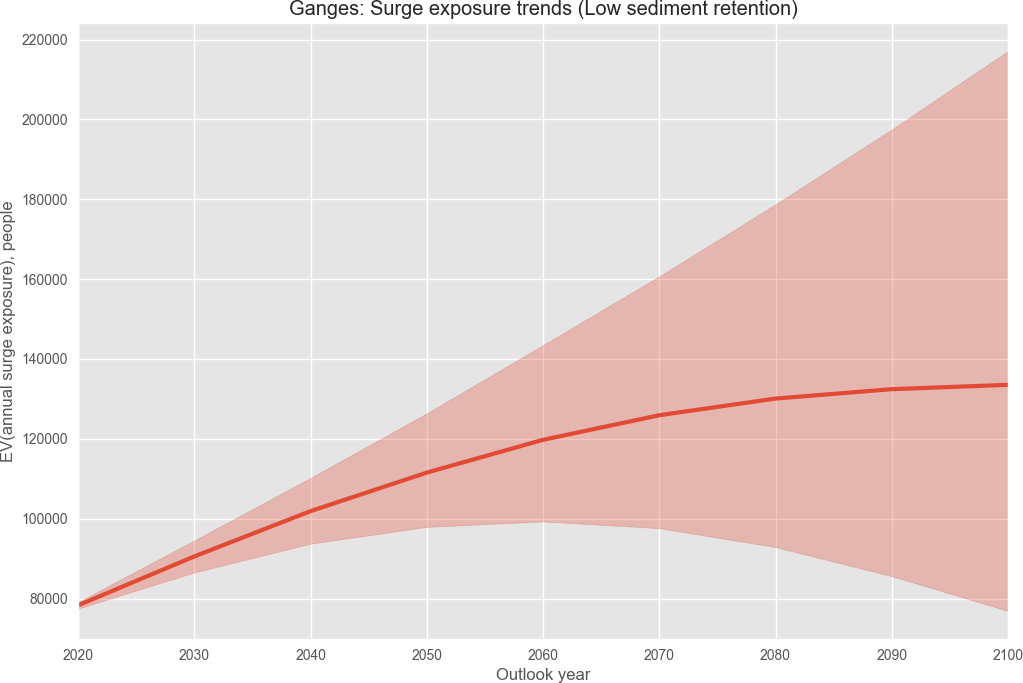 Ganges: Surge exposure trends (Low sediment retention)
EV(annual surge exposure), people
220000
200000
180000
160000
140000
120000
100000
80000
2020 2030 2040 2050 2060 2070 2080 2090 2100
Outlook year